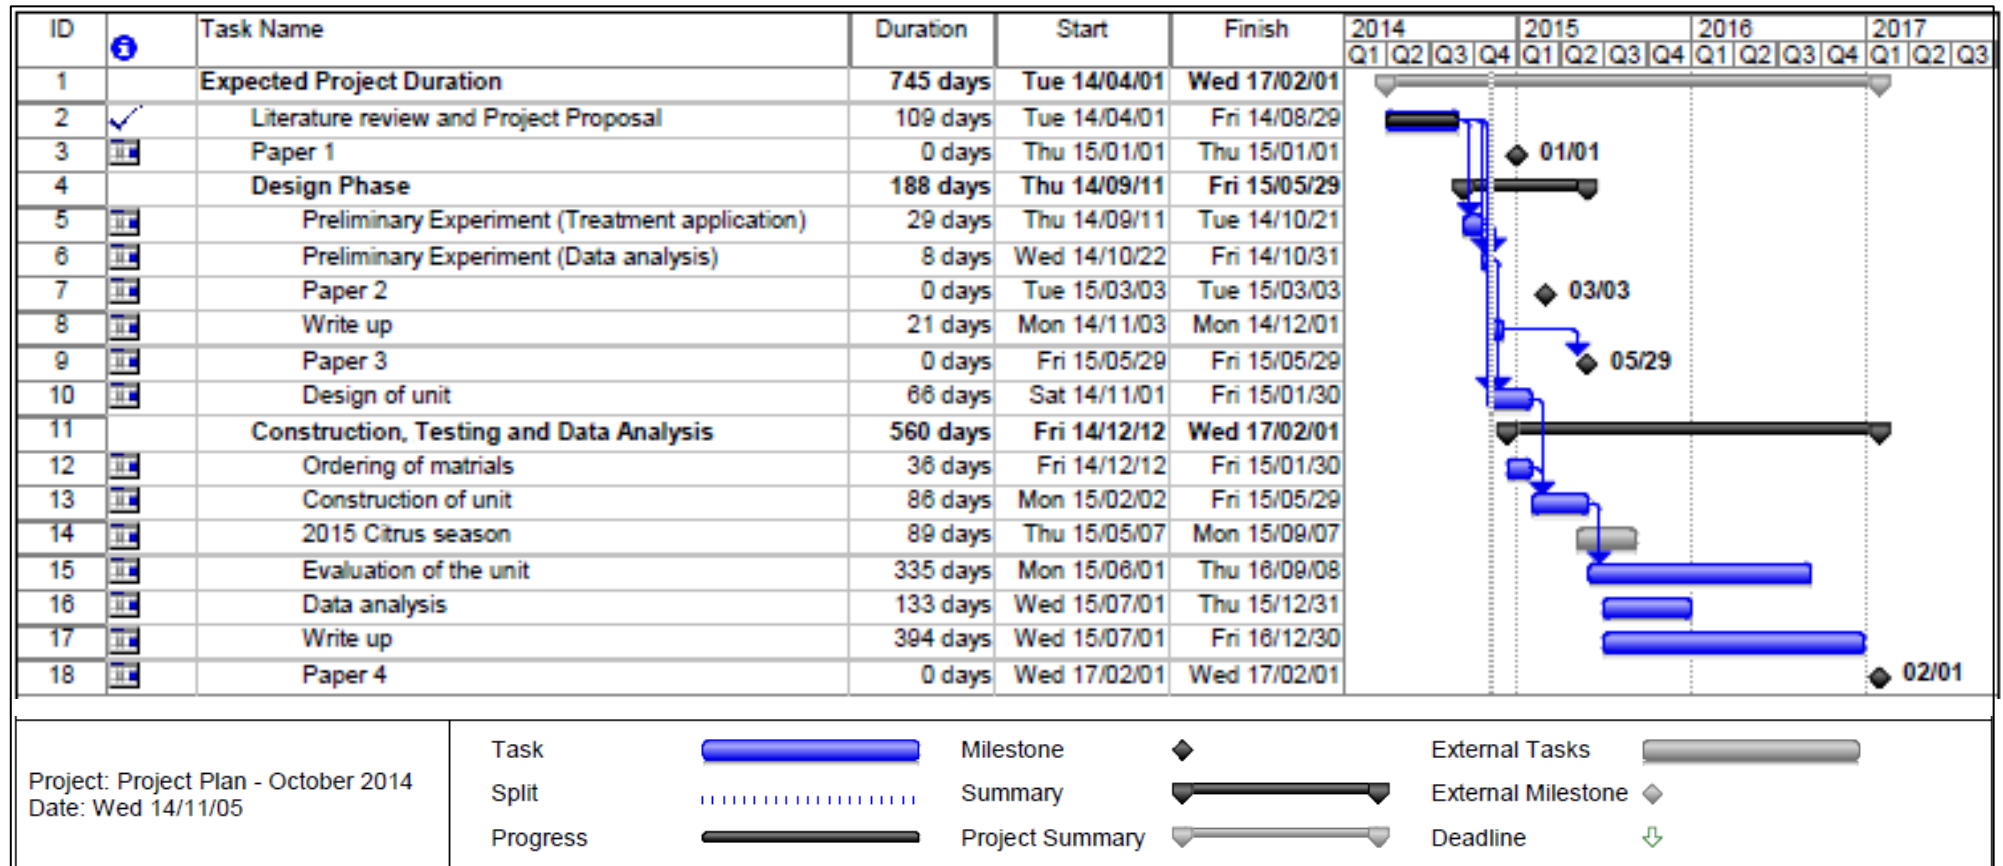 ID Task Name Duration Start Finish 2014 2015 2016 2017
Q1 Q2 Q3 Q4 Q1 Q2 Q3 Q4 Q1 Q2 Q3 Q4 Q1 Q2 Q3
1 Expected Project Duration 745 days Tue 14/04/01 Wed 17/02/01
2 Literature review and Project Proposal 109 days Tue 14/04/01 Fri 14/08/29
3 Paper 1 0 days Thu 15/01/01 Thu 15/01/01 01/01
4 Design Phase 188 days Thu 14/09/11 Fri 15/05/29
5 Preliminary Experiment (Treatment application) 29 days Thu 14/09/11 Tue 14/10/21
6 Preliminary Experiment (Data analysis) 8 days Wed 14/10/22 Fri 14/10/31
7 Paper 2 0 days Tue 15/03/03 Tue 15/03/03 03/03
8 Write up 21 days Mon 14/11/03 Mon 14/12/01
9 Paper 3 0 days Fri 15/05/29 Fri 15/05/29 05/29
10 Design of unit 66 days Sat 14/11/01 Fri 15/01/30
11 Construction, Testing and Data Analysis 560 days Fri 14/12/12 Wed 17/02/01
12 Ordering of matrials 36 days Fri 14/12/12 Fri 15/01/30
13 Construction of unit 86 days Mon 15/02/02 Fri 15/05/29
14 2015 Citrus season 89 days Thu 15/05/07 Mon 15/09/07
15 Evaluation of the unit 335 days Mon 15/06/01 Thu 16/09/08
16 Data analysis 133 days Wed 15/07/01 Thu 15/12/31
17 Write up 394 days Wed 15/07/01 Fri 16/12/30
18 Paper 4 0 days Wed 17/02/01 Wed 17/02/01 02/01
Project: Project Plan - October 2014
Date: Wed 14/11/05
Task Milestone External Tasks
Split Summary External Milestone
Progress Project Summary Deadline